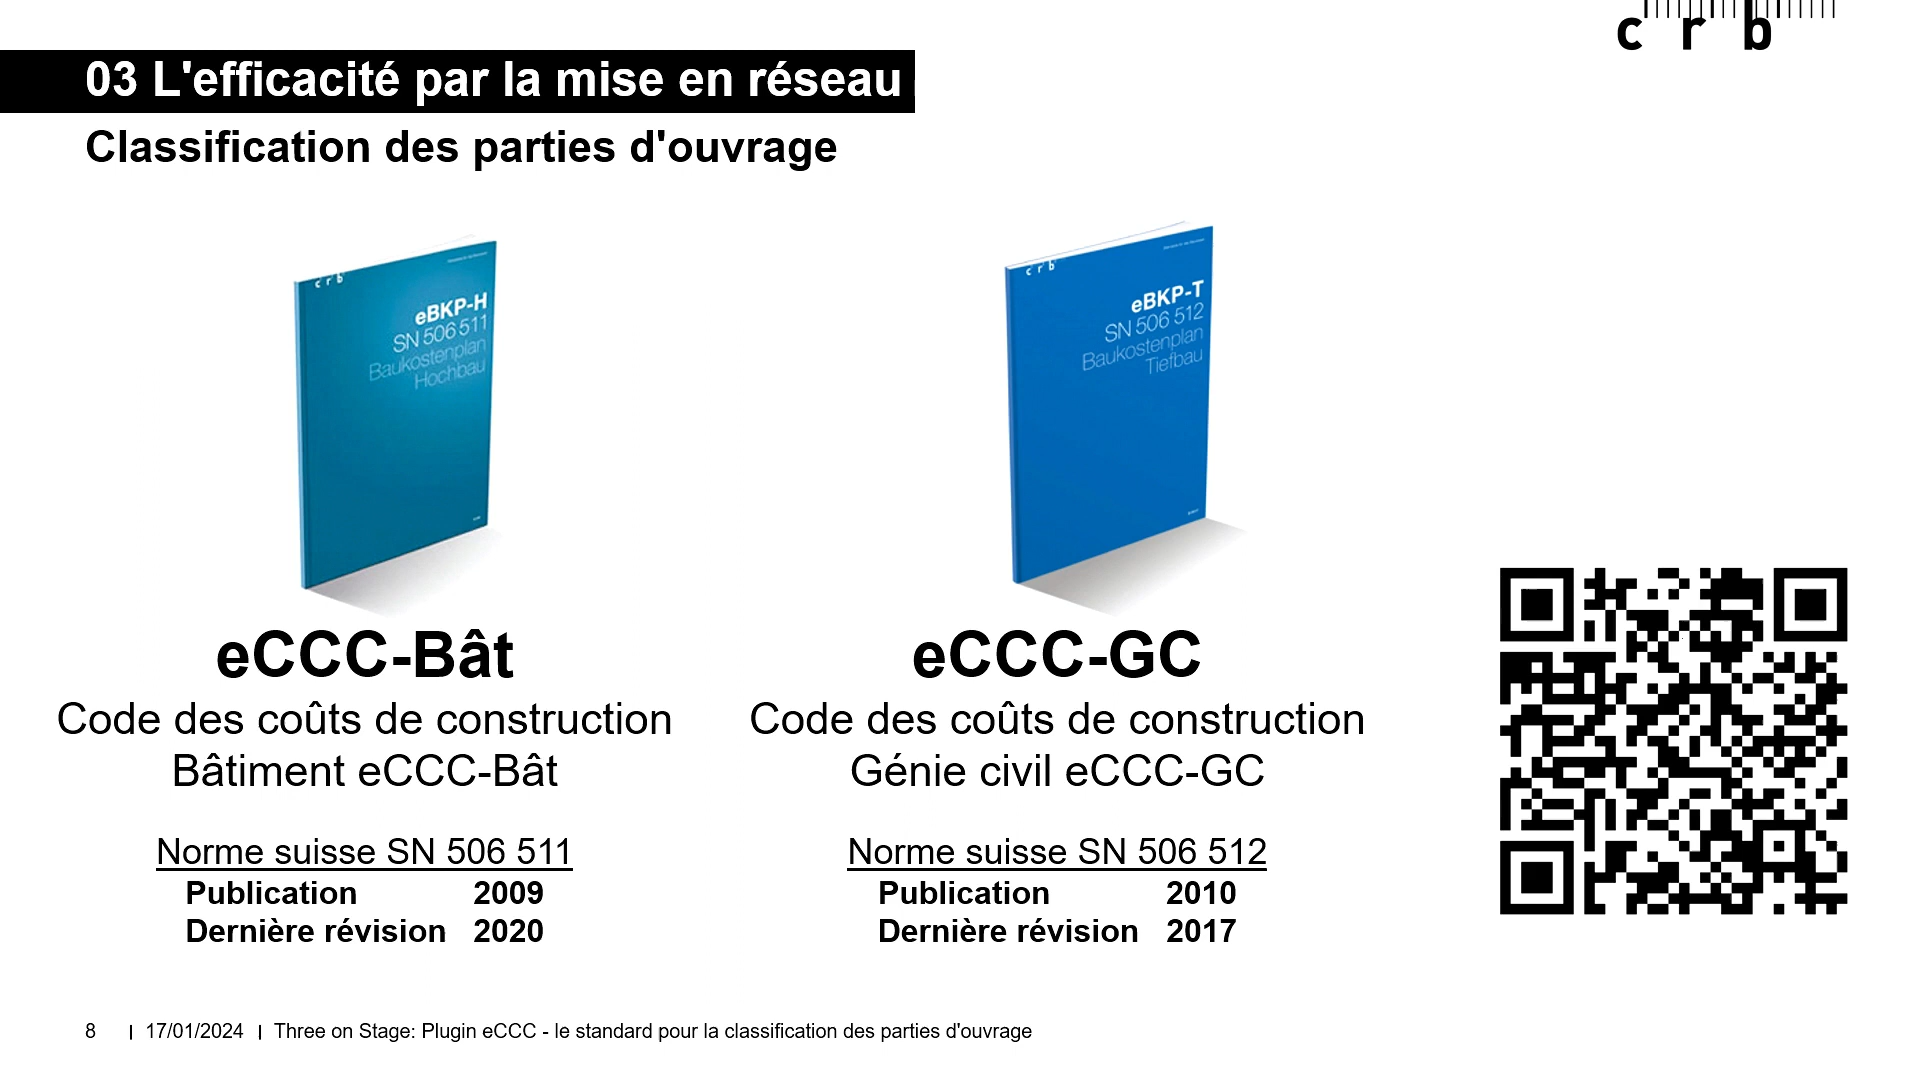 crb
03 L'efficacité par la mise en réseau
Classification des parties d'ouvrage
crb
eBKP-H
SN 506 511
Baukostenplan
Hochbau
crb
eBKP-T
SN 506 512
Baukostenplan
Tiefbau
eCCC-Bât
Code des coûts de construction
Bâtiment eCCC-Bât
Norme suisse SN 506 511
Publication 2009
Dernière révision 2020
eCCC-GC
Code des coûts de construction
Génie civil eCCC-GC
Norme suisse SN 506 512
Publication 2010
Dernière révision 2017
8 | 17/01/2024 | Three on Stage: Plugin eCCC - le standard pour la classification des parties d'ouvrage